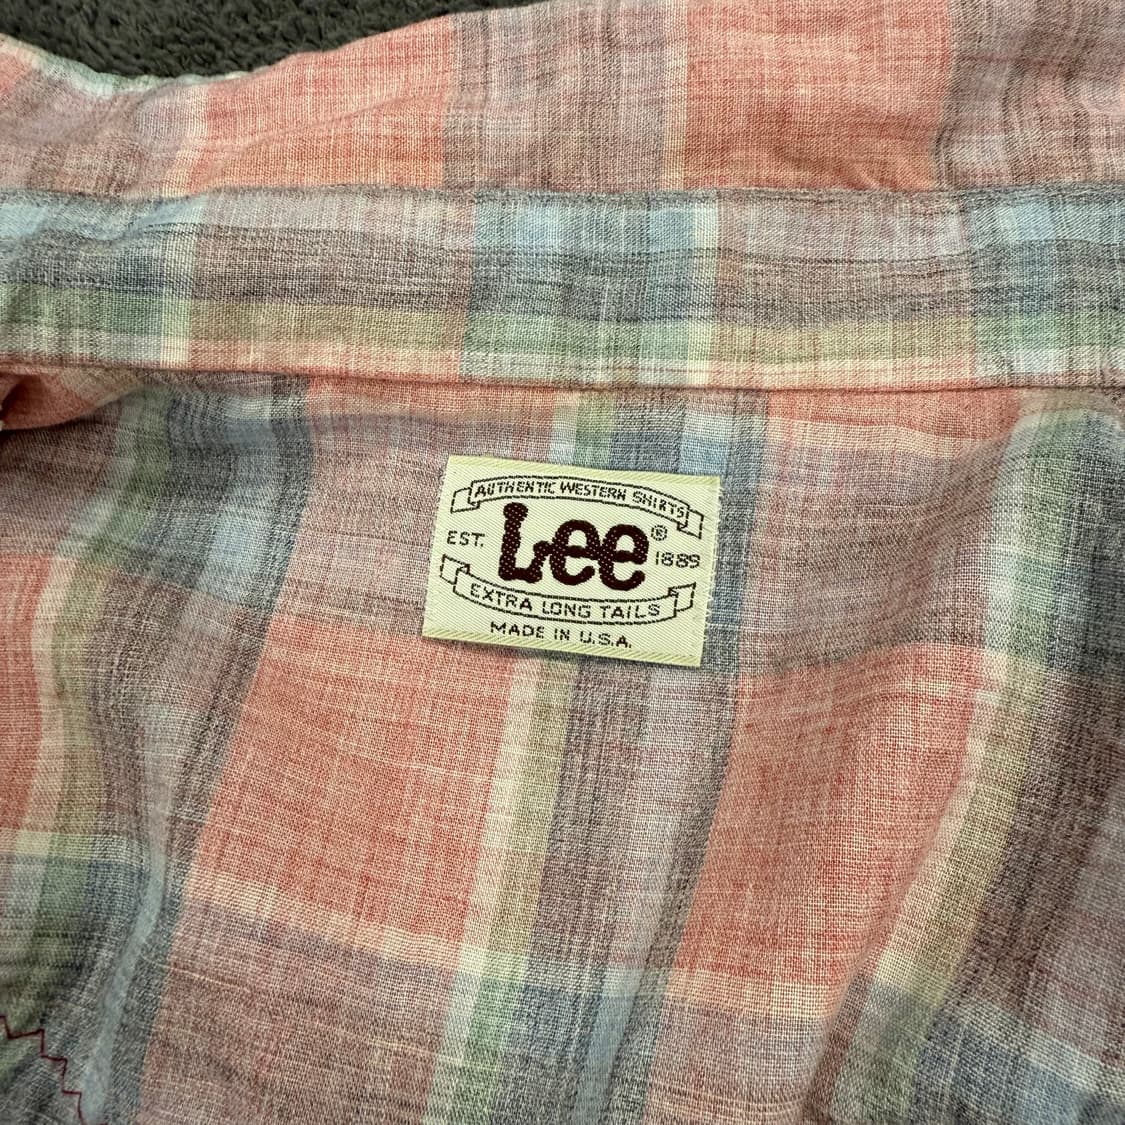 AUTHENTIC WESTERN SHIRTS
Lee®
EST. 1889
EXTRA LONG TAILS
MADE IN U.S.A.